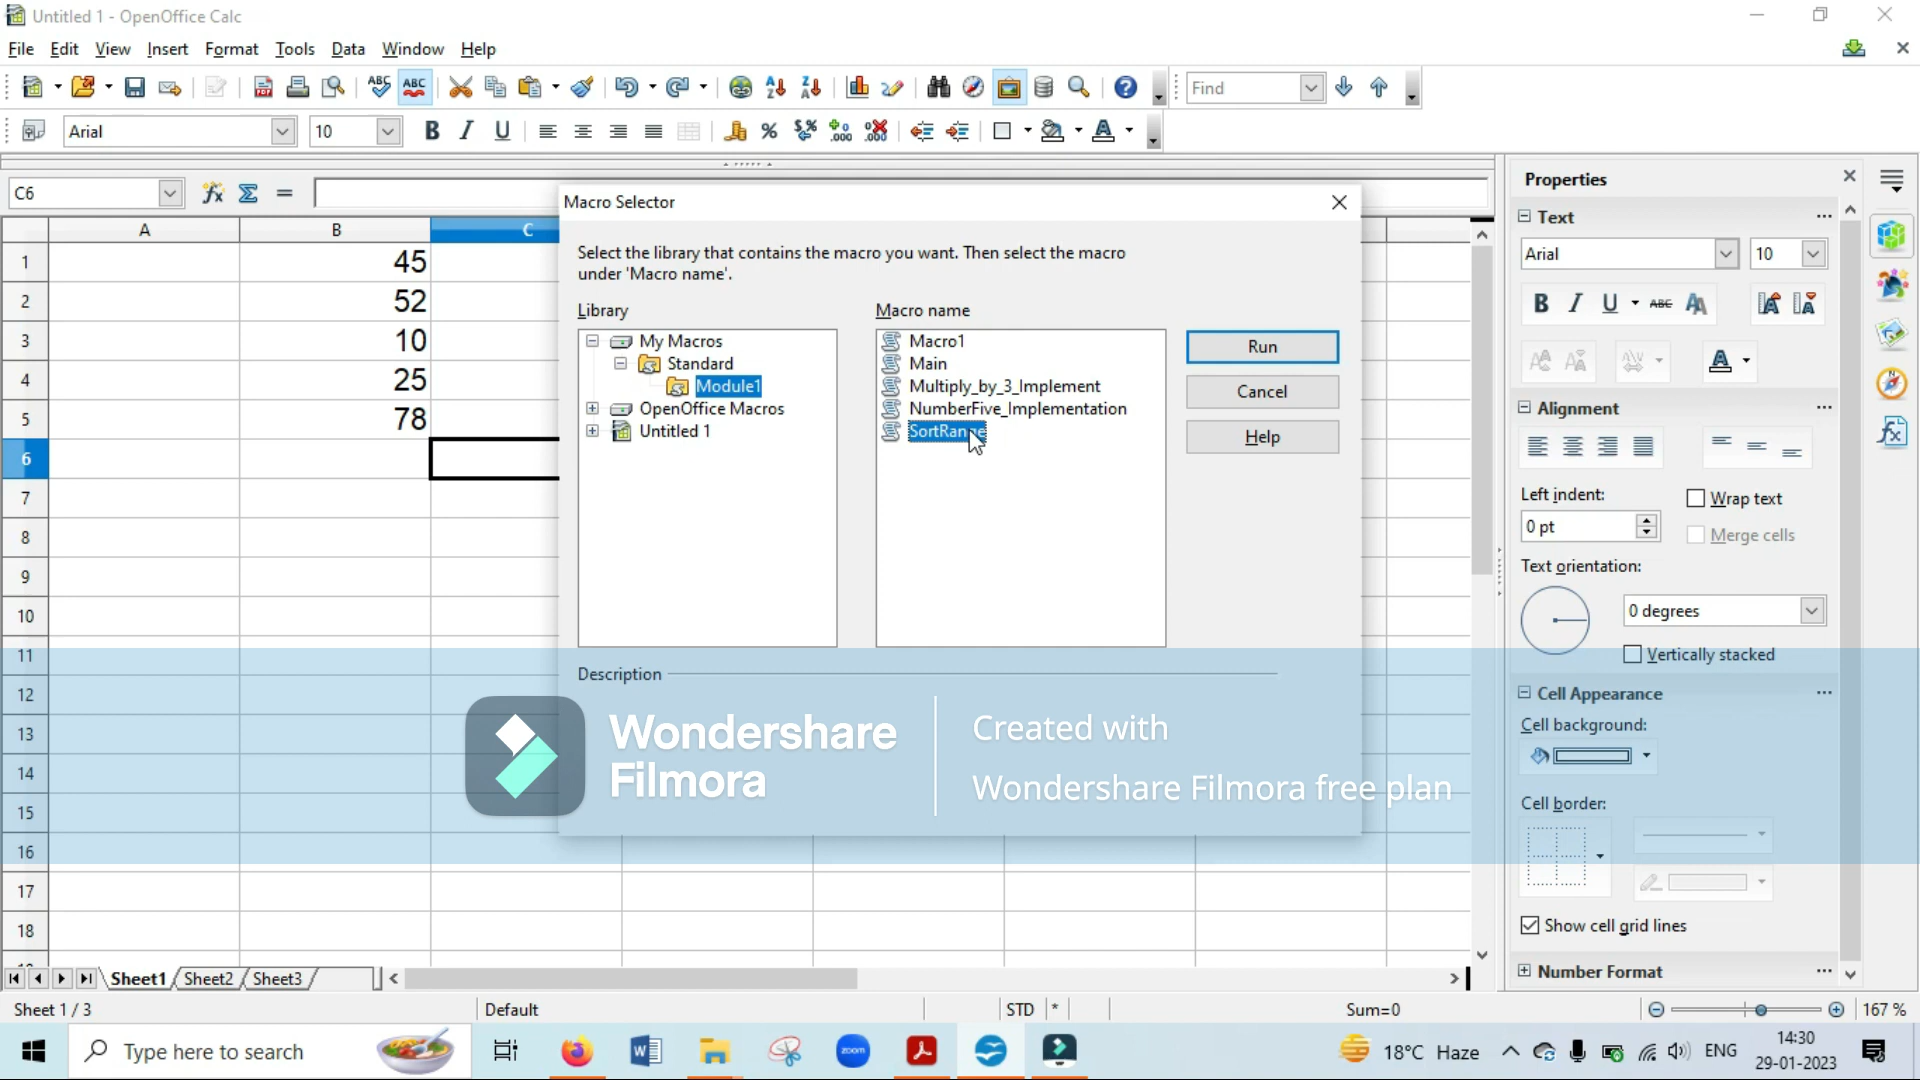 Untitled 1 - OpenOffice Calc
File Edit View Insert Format Tools Data Window Help
Find
Arial 10
C6
A B C
1 45
2 52
3 10
4 25
5 78
6
7
8
9
10
11
12
13
14
15
16
17
18
Macro Selector
Select the library that contains the macro you want. Then select the macro
under 'Macro name'.
Library
My Macros
Standard
Module1
OpenOffice Macros
Untitled 1
Macro name
Macro1
Main
Multiply_by_3_Implement
NumberFive_Implementation
SortRange
Run
Cancel
Help
Description
Wondershare
Filmora
Created with
Wondershare Filmora free plan
Properties
Text
Arial 10
Alignment
Left indent:
0 pt
Wrap text
Merge cells
Text orientation:
0 degrees
Vertically stacked
Cell Appearance
Cell background:
Cell border:
Show cell grid lines
Number Format
Sheet1 Sheet2 Sheet3
Sheet 1 / 3 Default STD * Sum=0 167 %
Type here to search
zoom
18°C Haze
ENG
14:30
29-01-2023